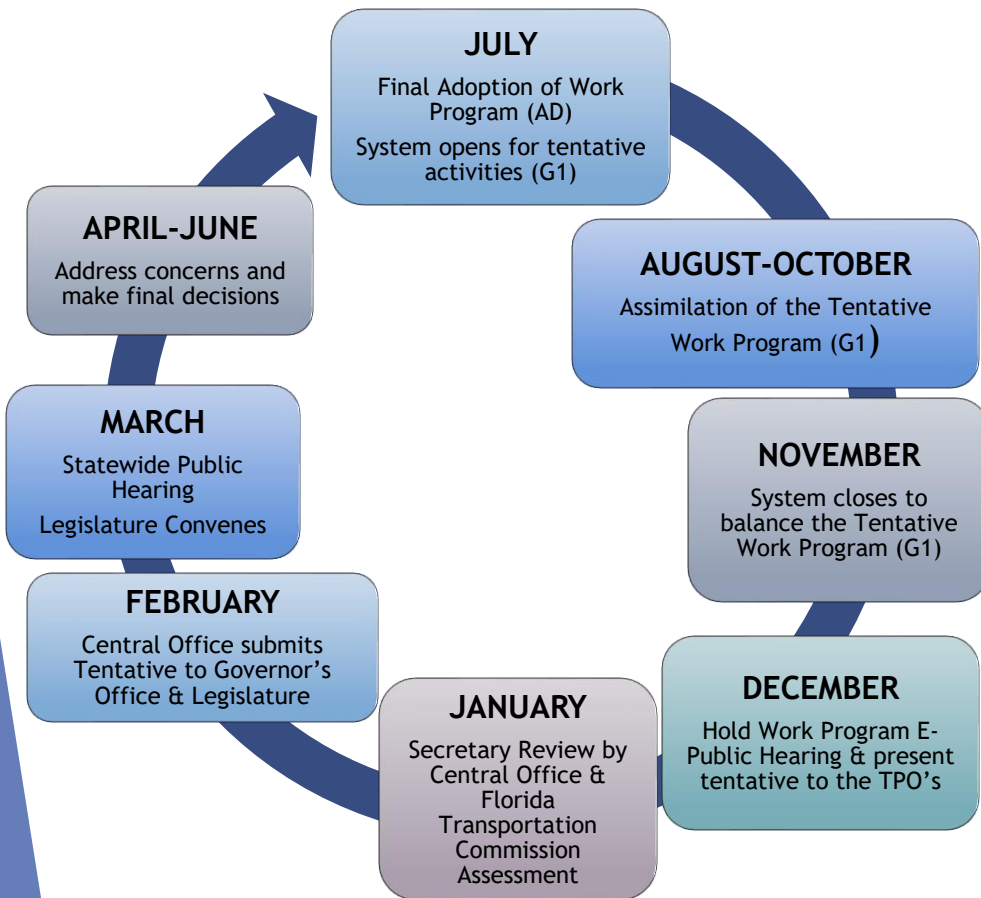 JULY
Final Adoption of Work
Program (AD)
System opens for tentative
activities (G1)
AUGUST-OCTOBER
Assimilation of the Tentative
Work Program (G1)
NOVEMBER
System closes to
balance the Tentative
Work Program (G1)
DECEMBER
Hold Work Program E-
Public Hearing & present
tentative to the TPO’s
JANUARY
Secretary Review by
Central Office &
Florida
Transportation
Commission
Assessment
FEBRUARY
Central Office submits
Tentative to Governor’s
Office & Legislature
MARCH
Statewide Public
Hearing
Legislature Convenes
APRIL-JUNE
Address concerns and
make final decisions